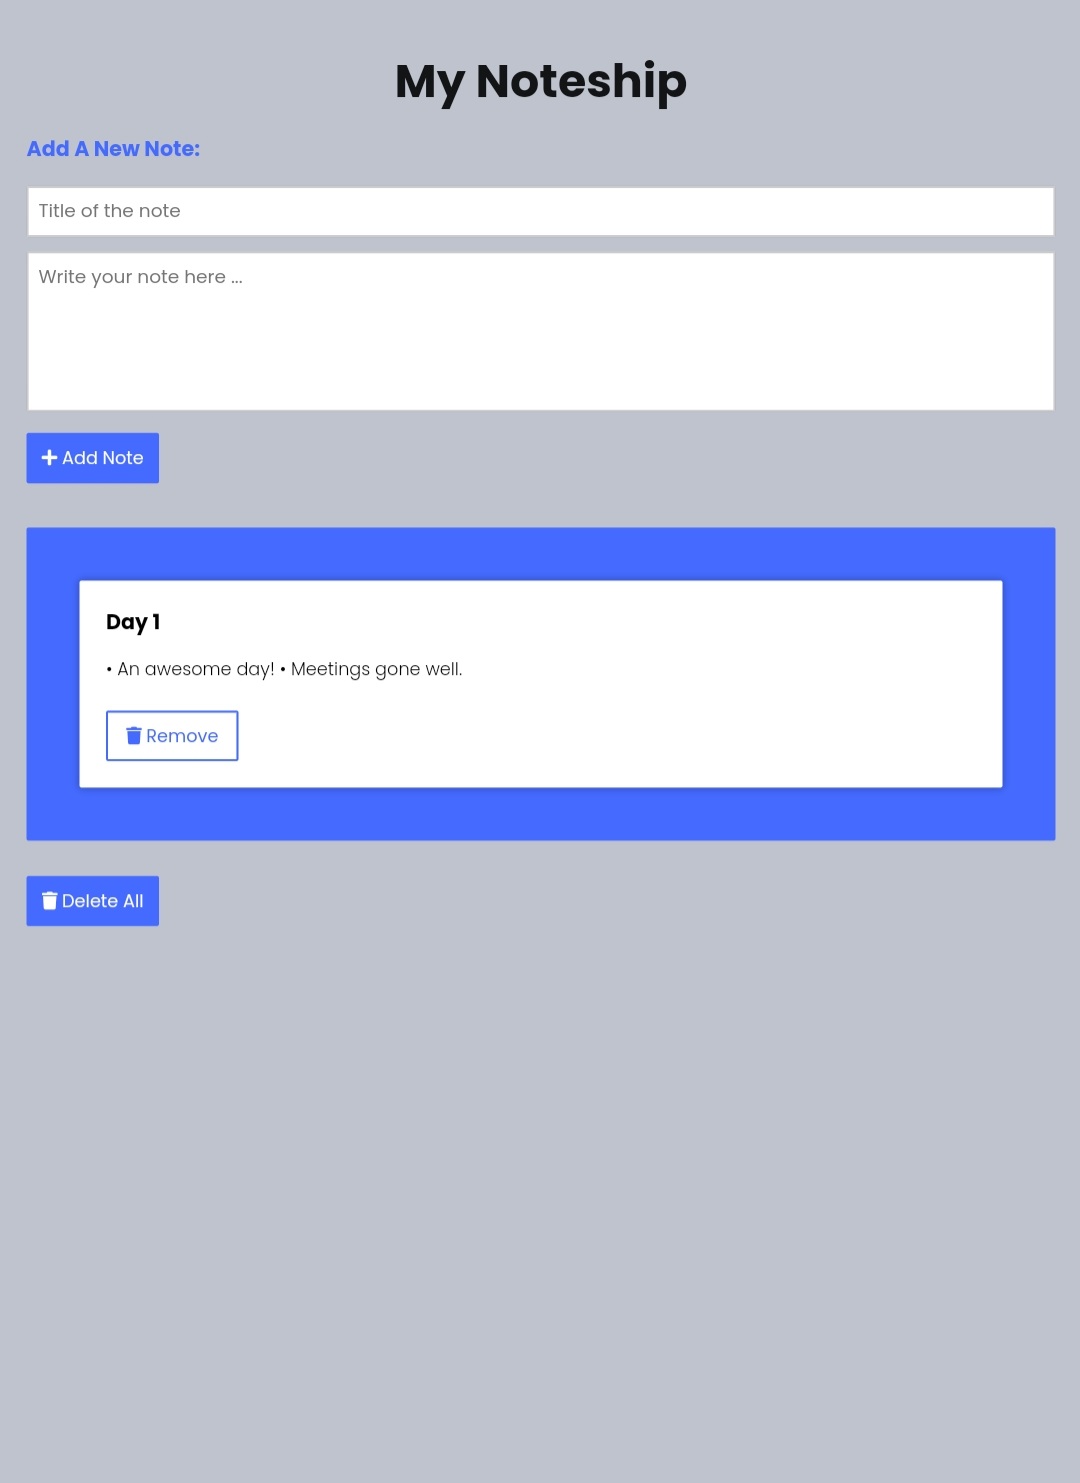 My Noteship
Add A New Note:
Title of the note
Write your note here ...
Add Note
Day 1
• An awesome day! • Meetings gone well.
Remove
Delete All